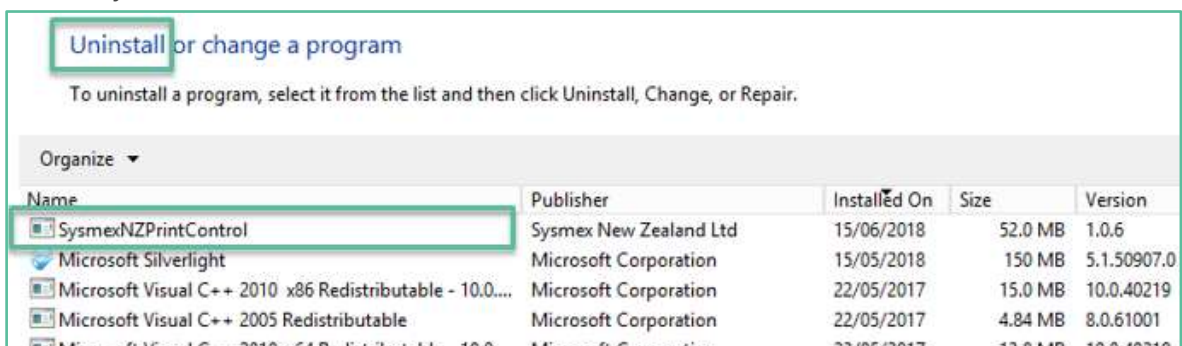 Uninstall or change a program
To uninstall a program, select it from the list and then click Uninstall, Change, or Repair.
Organize
Name Publisher Installed On Size Version
SysmexNZPrintControl Sysmex New Zealand Ltd 15/06/2018 52.0 MB 1.0.6
Microsoft Silverlight Microsoft Corporation 15/05/2018 150 MB 5.1.50907.0
Microsoft Visual C++ 2010 x86 Redistributable - 10.0.... Microsoft Corporation 22/05/2017 15.0 MB 10.0.40219
Microsoft Visual C++ 2005 Redistributable Microsoft Corporation 22/05/2017 4.84 MB 8.0.61001